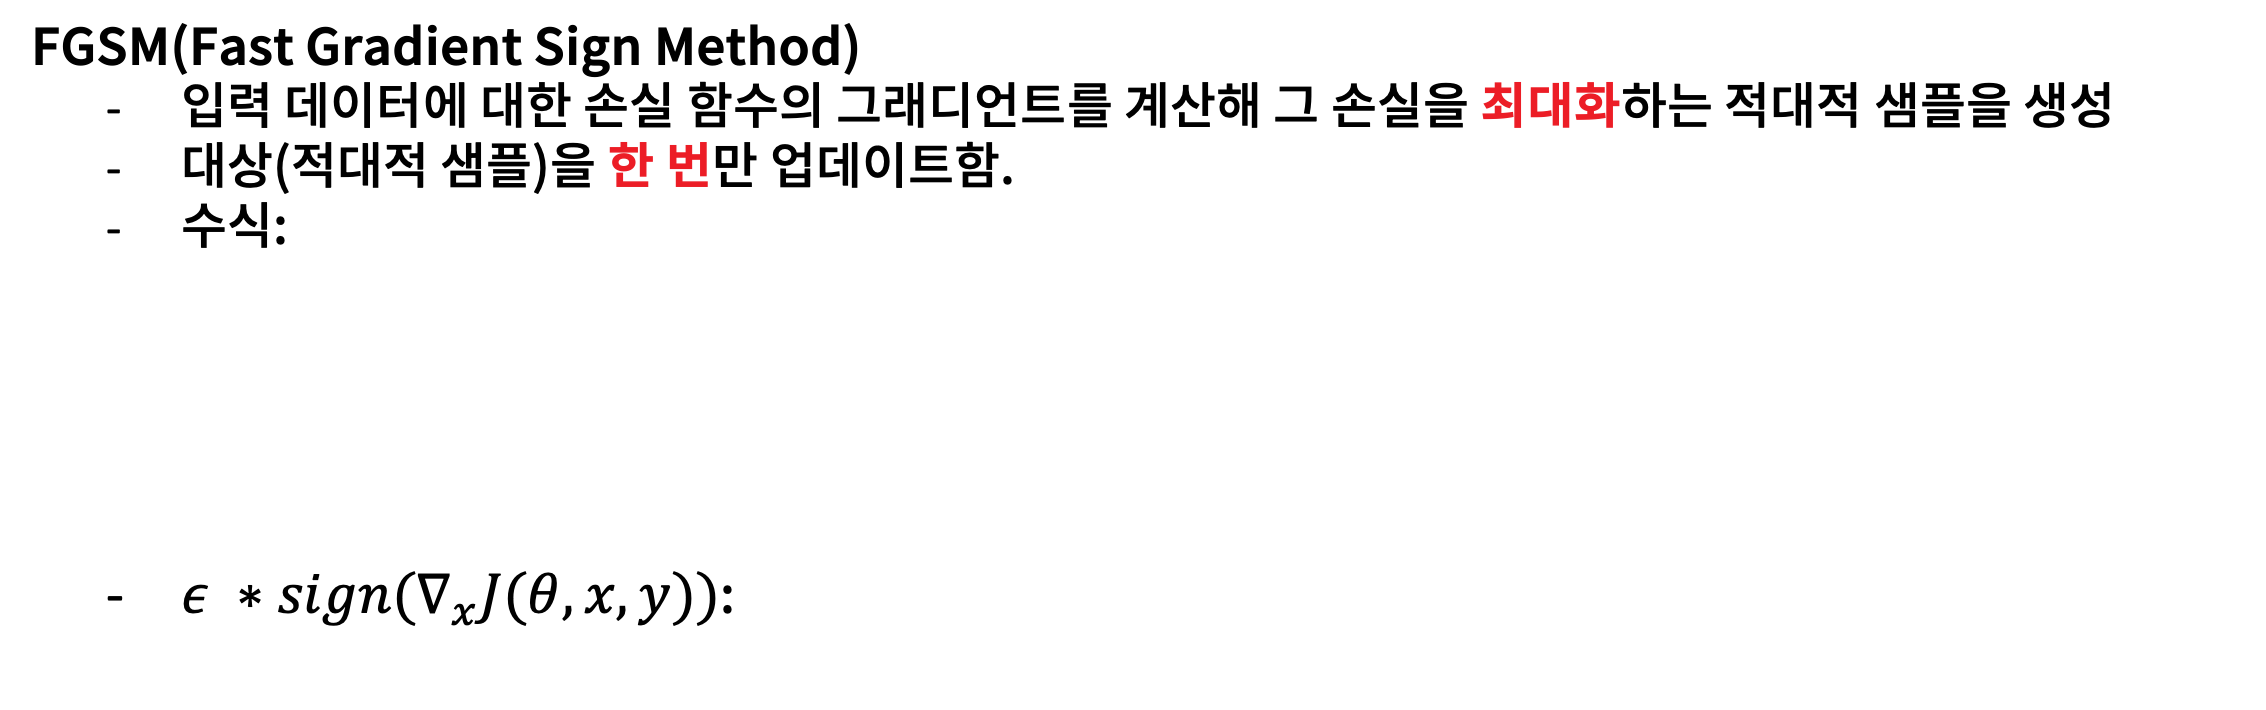 FGSM(Fast Gradient Sign Method)
- 입력 데이터에 대한 손실 함수의 그래디언트를 계산해 그 손실을 최대화하는 적대적 샘플을 생성
- 대상(적대적 샘플)을 한 번만 업데이트함.
- 수식:
- ϵ * sign(∇ₓJ(θ, x, y)):